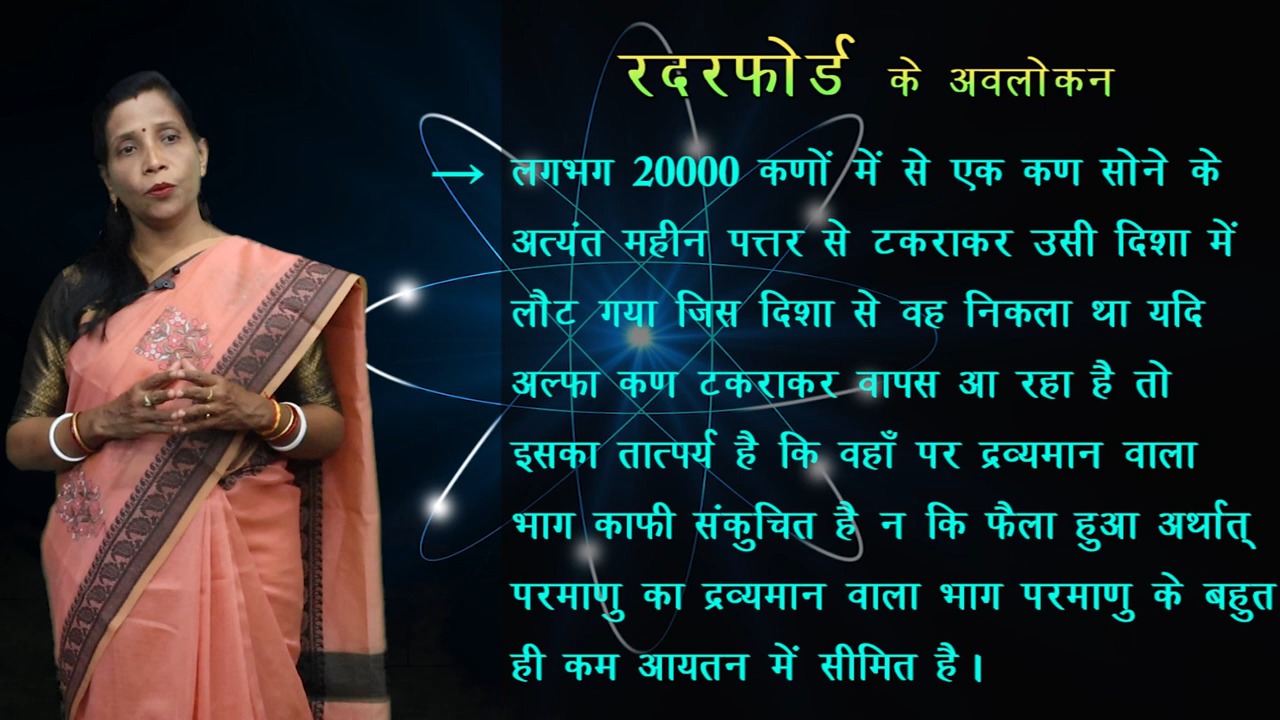 रदरफोर्ड के अवलोकन
→ लगभग 20000 कणों में से एक कण सोने के
अत्यंत महीन पत्तर से टकराकर उसी दिशा में
लौट गया जिस दिशा से वह निकला था यदि
अल्फा कण टकराकर वापस आ रहा है तो
इसका तात्पर्य है कि वहाँ पर द्रव्यमान वाला
भाग काफी संकुचित है न कि फैला हुआ अर्थात्
परमाणु का द्रव्यमान वाला भाग परमाणु के बहुत
ही कम आयतन में सीमित है।